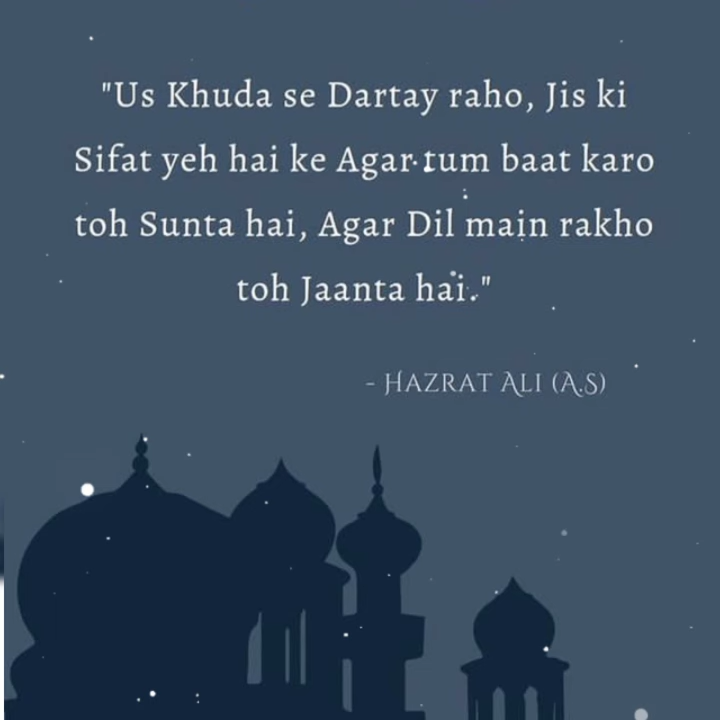 "Us Khuda se Dartay raho, Jis ki
Sifat yeh hai ke Agar tum baat karo
toh Sunta hai, Agar Dil main rakho
toh Jaanta hai."
- HAZRAT ALI (A.S)